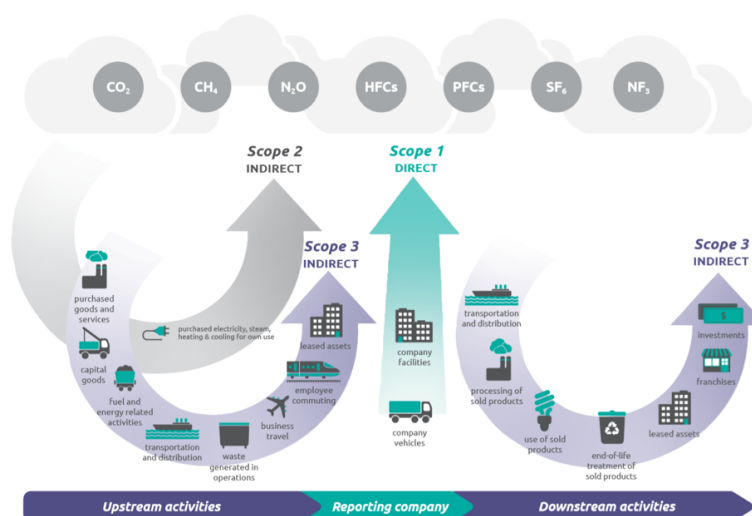 CO₂
CH₄
N₂O
HFCs
PFCs
SF₆
NF₃
Scope 2
INDIRECT
Scope 1
DIRECT
Scope 3
INDIRECT
Scope 3
INDIRECT
purchased
goods and
services
capital
goods
fuel and
energy related
activities
transportation
and distribution
waste
generated in
operations
business
travel
employee
commuting
leased assets
purchased electricity, steam,
heating & cooling for own use
company
facilities
company
vehicles
transportation
and distribution
processing of
sold products
use of sold
products
end-of-life
treatment of
sold products
leased assets
franchises
investments
$
Upstream activities
Reporting company
Downstream activities